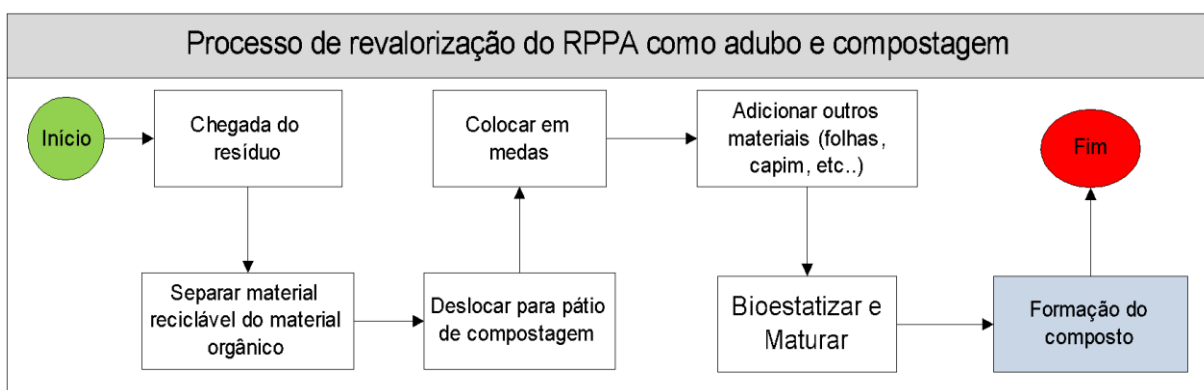 Processo de revalorização do RPPA como adubo e compostagem
Início
Chegada do
resíduo
Separar material
reciclável do material
orgânico
Deslocar para pátio
de compostagem
Colocar em
medas
Adicionar outros
materiais (folhas,
capim, etc..)
Bioestatizar e
Maturar
Formação do
composto
Fim